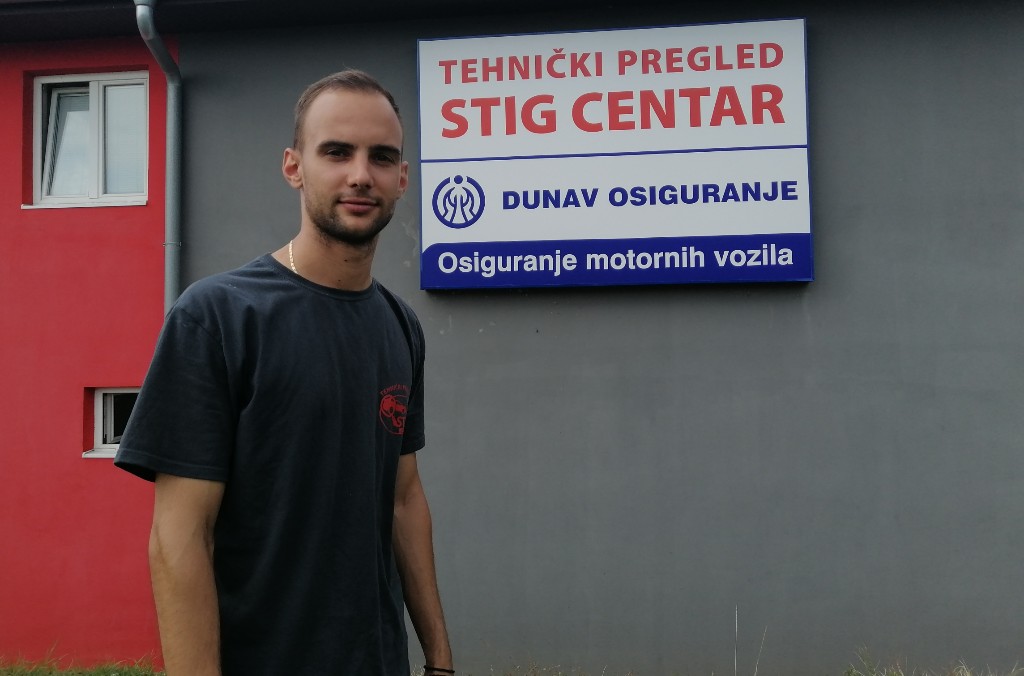 TEHNIČKI PREGLED
STIG CENTAR
DUNAV OSIGURANJE
Osiguranje motornih vozila